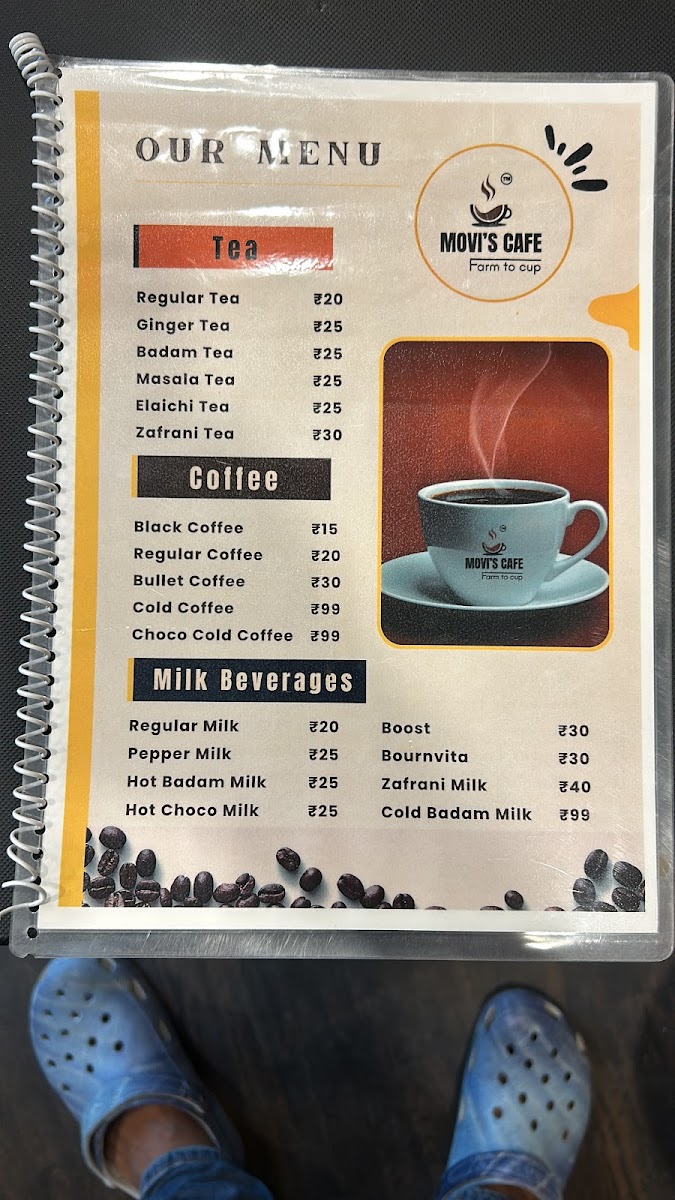 OUR MENU
TM
MOVI'S CAFE
Farm to cup
Tea
Regular Tea ₹20
Ginger Tea ₹25
Badam Tea ₹25
Masala Tea ₹25
Elaichi Tea ₹25
Zafrani Tea ₹30
Coffee
Black Coffee ₹15
Regular Coffee ₹20
Bullet Coffee ₹30
Cold Coffee ₹99
Choco Cold Coffee ₹99
MOVI'S CAFE
Farm to cup
Milk Beverages
Regular Milk ₹20
Pepper Milk ₹25
Hot Badam Milk ₹25
Hot Choco Milk ₹25
Boost ₹30
Bournvita ₹30
Zafrani Milk ₹40
Cold Badam Milk ₹99